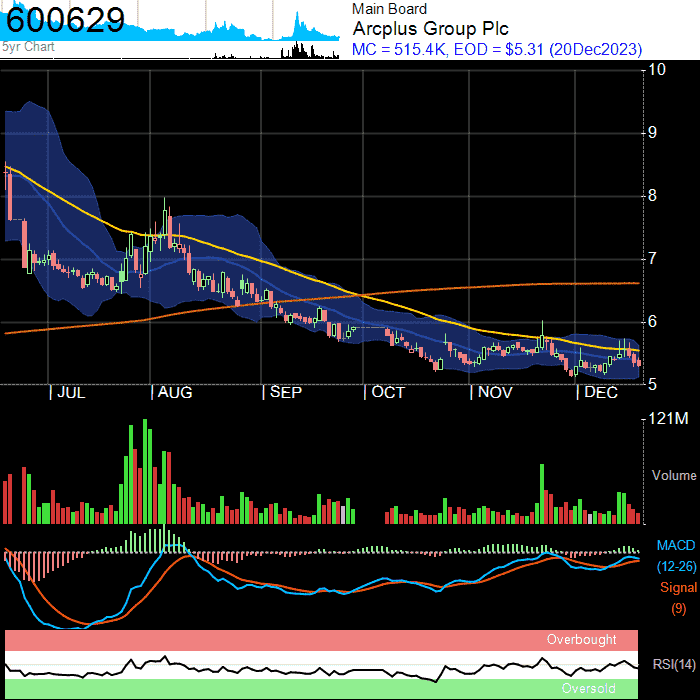 600629
5yr Chart
Main Board
Arcplus Group Plc
MC = 515.4K, EOD = $5.31 (20Dec2023)
10
9
8
7
6
5
JUL AUG SEP OCT NOV DEC
121M
Volume
MACD
(12-26)
Signal
(9)
Overbought
RSI(14)
Oversold